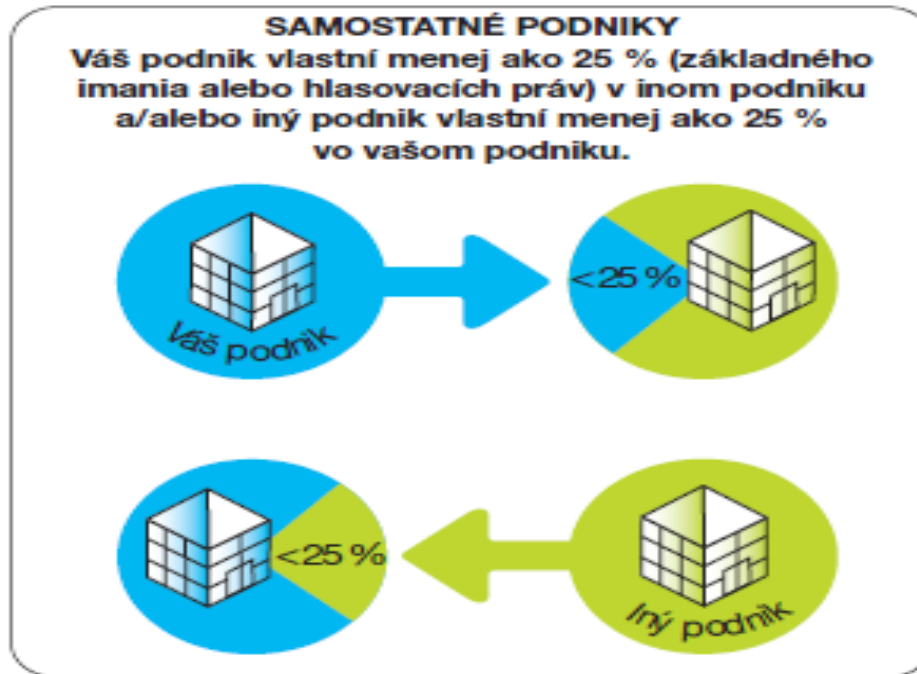 SAMOSTATNÉ PODNIKY
Váš podnik vlastní menej ako 25 % (základného
imania alebo hlasovacích práv) v inom podniku
a/alebo iný podnik vlastní menej ako 25 %
vo vašom podniku.
<25 %
Váš podnik
<25 %
Iný podnik